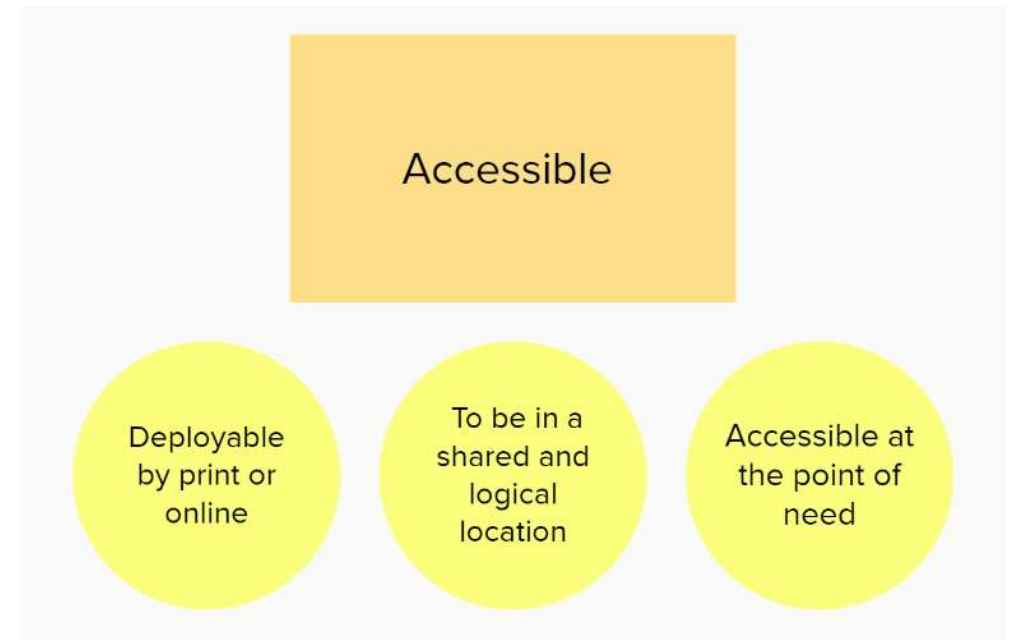 Accessible
Deployable
by print or
online
To be in a
shared and
logical
location
Accessible at
the point of
need